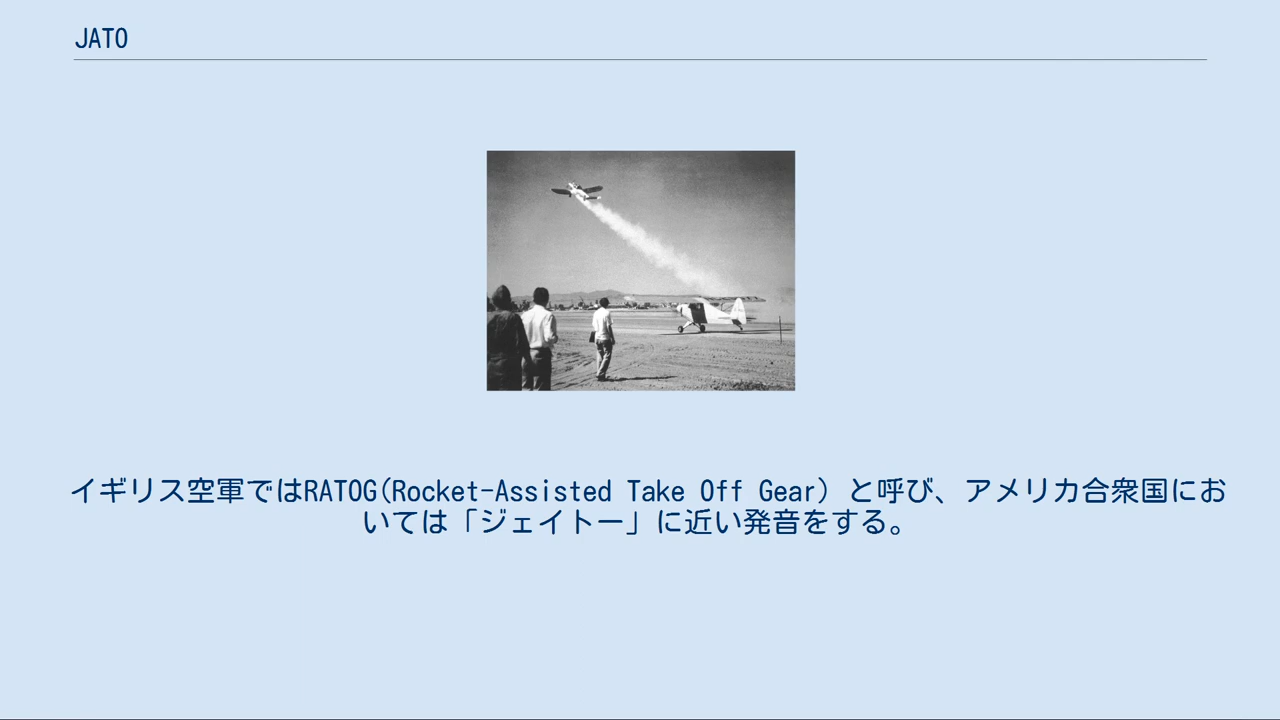 JATO
イギリス空軍ではRATOG(Rocket-Assisted Take Off Gear) と呼び、アメリカ合衆国にお
いては「ジェイトー」に近い発音をする。